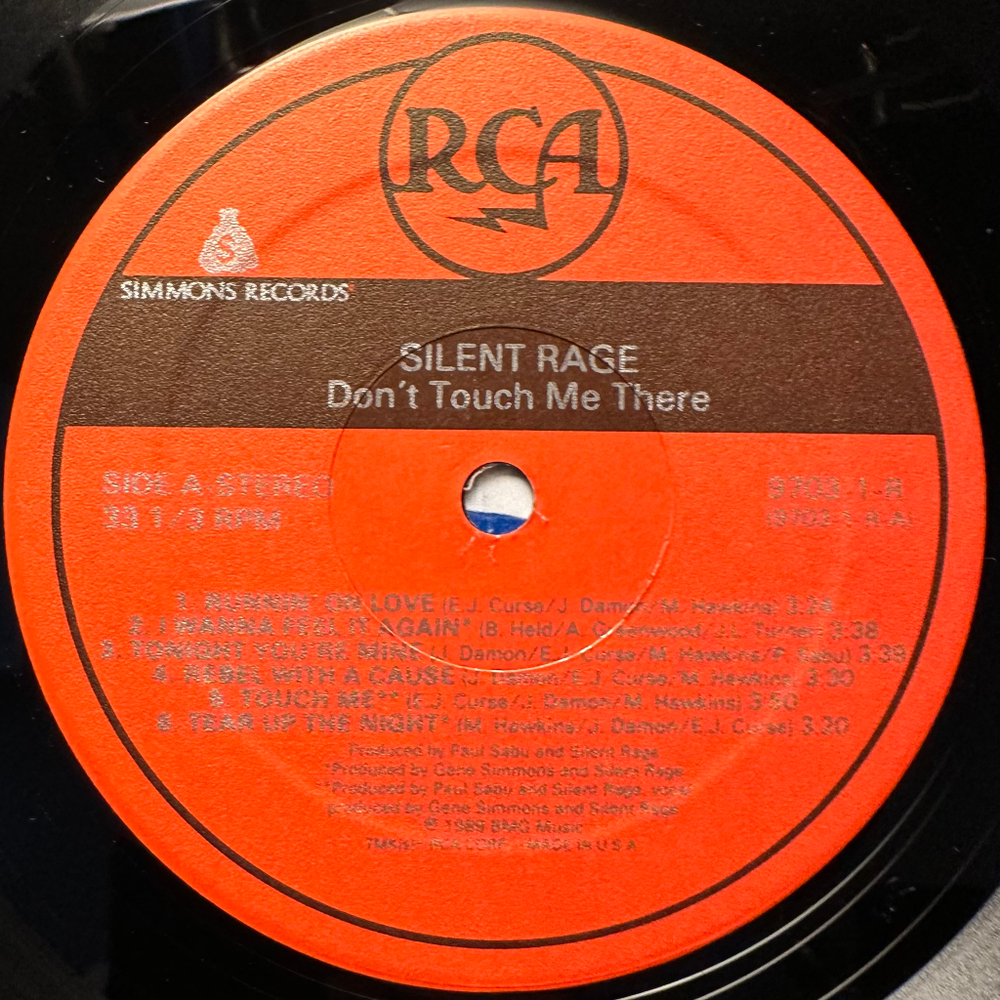 RCA
$
SIMMONS RECORDS
SILENT RAGE
Don't Touch Me There
SIDE A STEREO
33 1/3 RPM
9703-1-R
(9703-1-R-A)
1. RUNNIN' ON LOVE (E.J. Curse/J. Damon/M. Hawkins) 3:24
2. I WANNA FEEL IT AGAIN* (B. Held/A. Greenwood/J.L. Turner) 3:38
3. TONIGHT YOU'RE MINE (J. Damon/E.J. Curse/M. Hawkins/P. Sabu) 3:39
4. REBEL WITH A CAUSE (J. Damon/E.J. Curse/M. Hawkins) 3:30
5. TOUCH ME** (E.J. Curse/J. Damon/M. Hawkins) 3:50
6. TEAR UP THE NIGHT* (M. Hawkins/J. Damon/E.J. Curse) 3:20
Produced by Paul Sabu and Silent Rage
*Produced by Gene Simmons and Silent Rage
**Produced by Paul Sabu and Silent Rage, vocal
produced by Gene Simmons and Silent Rage
℗ 1989 BMG Music
RCA CORP. MADE IN U.S.A.